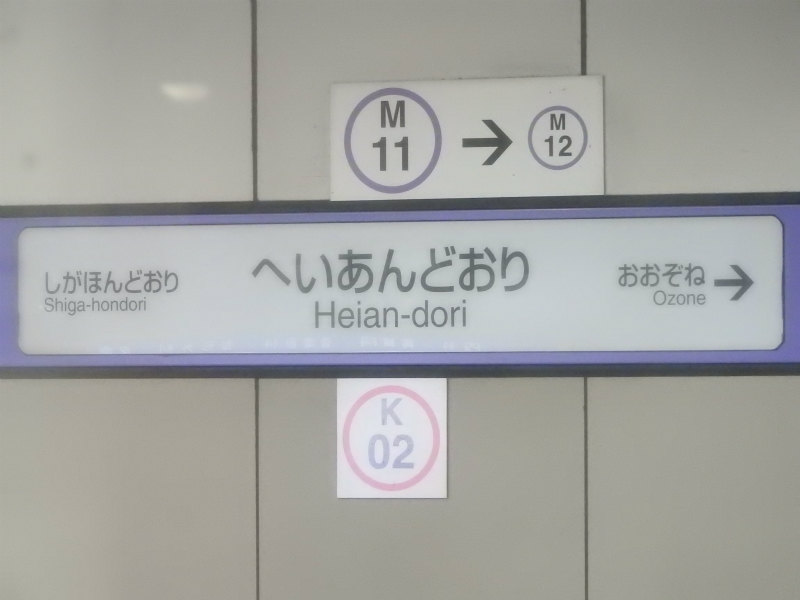 M
11
→
M
12
しがほんどおり
Shiga-hondori
へいあんどおり
Heian-dori
おおぞね
Ozone
→
K
02